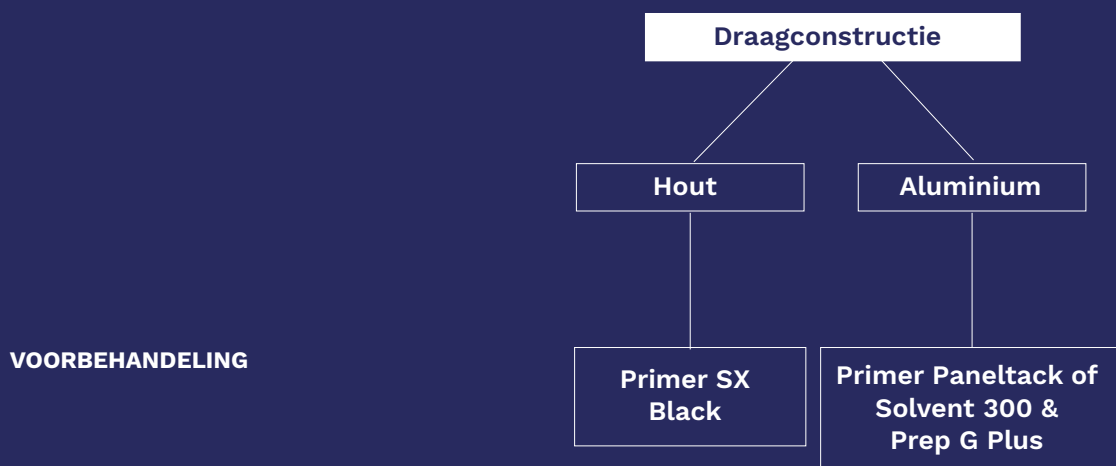 Draagconstructie
Hout
Aluminium
VOORBEHANDELING
Primer SX
Black
Primer Paneltack of
Solvent 300 &
Prep G Plus